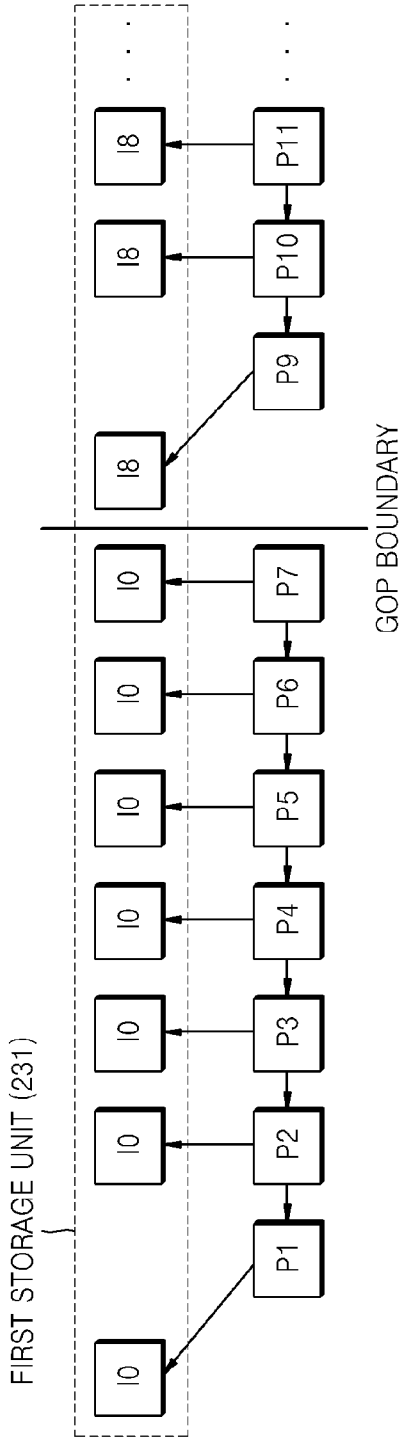 FIRST STORAGE UNIT (231)
I0 I0 I0 I0 I0 I0 I0 I8 I8 I8 . . .
P1 P2 P3 P4 P5 P6 P7 P9 P10 P11 . . .
GOP BOUNDARY